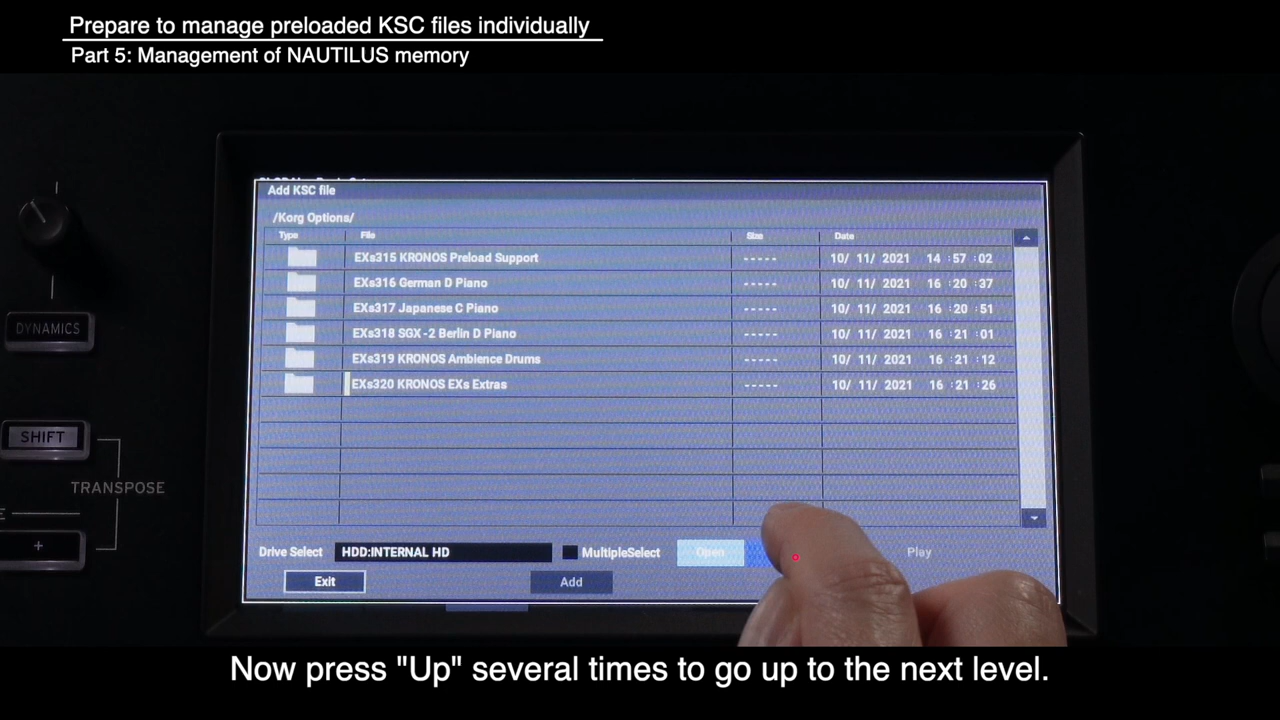 Prepare to manage preloaded KSC files individually
Part 5: Management of NAUTILUS memory
Add KSC file
/Korg Options/
Type File Size Date
EXs315 KRONOS Preload Support ----- 10/ 11/ 2021 14 :57 :02
EXs316 German D Piano ----- 10/ 11/ 2021 16 :20 :37
EXs317 Japanese C Piano ----- 10/ 11/ 2021 16 :20 :51
DYNAMICS
EXs318 SGX-2 Berlin D Piano ----- 10/ 11/ 2021 16 :21 :01
EXs319 KRONOS Ambience Drums ----- 10/ 11/ 2021 16 :21 :12
EXs320 KRONOS EXs Extras ----- 10/ 11/ 2021 16 :21 :26
SHIFT
TRANSPOSE
+
Drive Select HDD:INTERNAL HD MultipleSelect Open Play
Exit Add
Now press "Up" several times to go up to the next level.